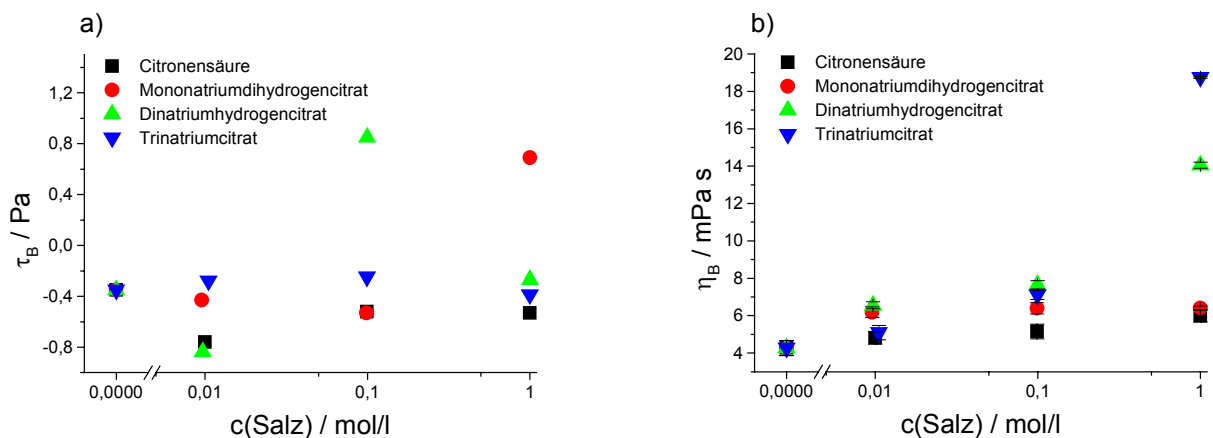 a)
Citronensäure
Mononatriumdihydrogencitrat
Dinatriumhydrogencitrat
Trinatriumcitrat
1,2
0,8
0,4
0,0
-0,4
-0,8
τB / Pa
0,0000
0,01
0,1
1
c(Salz) / mol/l
b)
Citronensäure
Mononatriumdihydrogencitrat
Dinatriumhydrogencitrat
Trinatriumcitrat
20
18
16
14
12
10
8
6
4
ηB / mPa s
0,0000
0,01
0,1
1
c(Salz) / mol/l